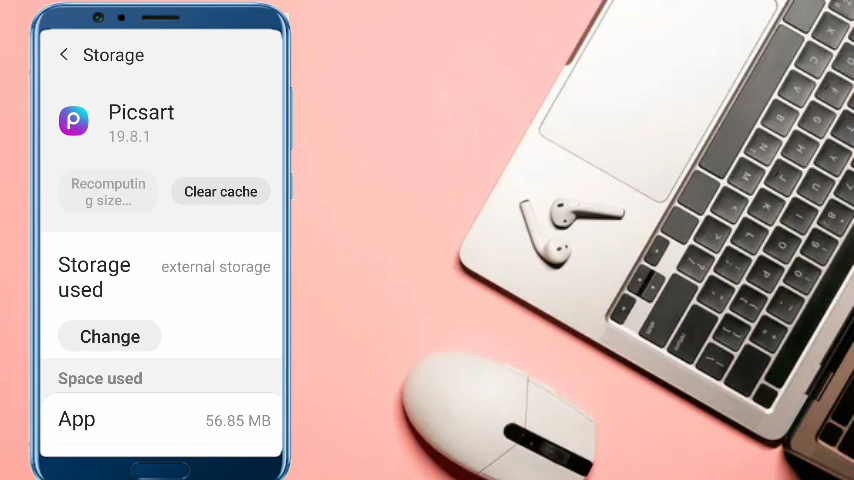 Storage
Picsart
19.8.1
Recomputin
g size...
Clear cache
Storage
used
external storage
Change
Space used
App
56.85 MB